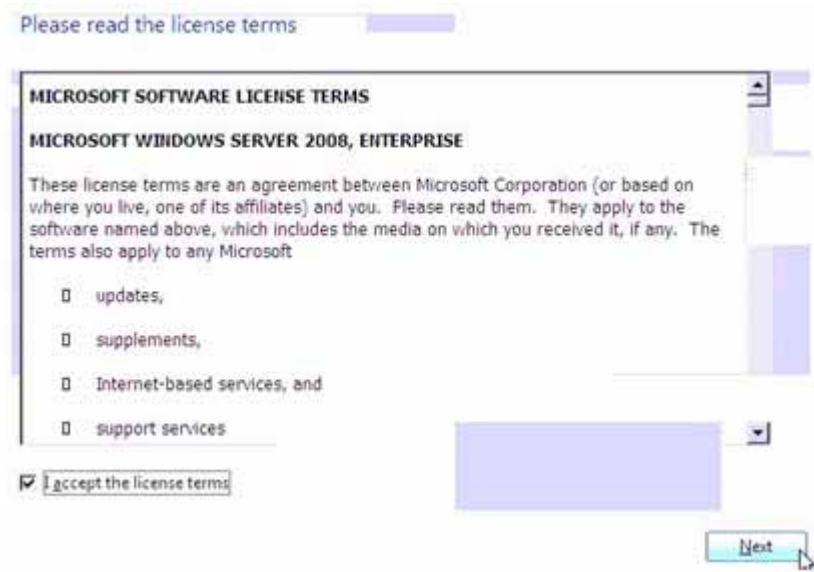 Please read the license terms
MICROSOFT SOFTWARE LICENSE TERMS
MICROSOFT WINDOWS SERVER 2008, ENTERPRISE
These license terms are an agreement between Microsoft Corporation (or based on
where you live, one of its affiliates) and you. Please read them. They apply to the
software named above, which includes the media on which you received it, if any. The
terms also apply to any Microsoft
updates,
supplements,
Internet-based services, and
support services
I accept the license terms
Next